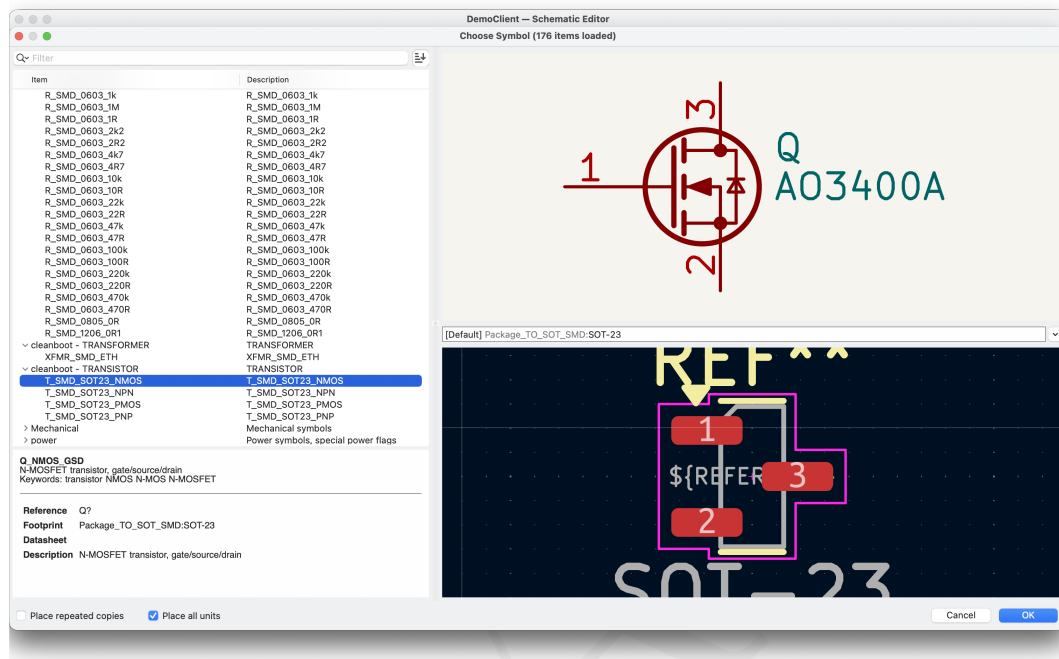 DemoClient — Schematic Editor
Choose Symbol (176 items loaded)
Filter
Item Description
R_SMD_0603_1k R_SMD_0603_1k
R_SMD_0603_1M R_SMD_0603_1M
R_SMD_0603_1R R_SMD_0603_1R
R_SMD_0603_2k2 R_SMD_0603_2k2
R_SMD_0603_2R2 R_SMD_0603_2R2
R_SMD_0603_4k7 R_SMD_0603_4k7
R_SMD_0603_4R7 R_SMD_0603_4R7
R_SMD_0603_10k R_SMD_0603_10k
R_SMD_0603_10R R_SMD_0603_10R
R_SMD_0603_22k R_SMD_0603_22k
R_SMD_0603_22R R_SMD_0603_22R
R_SMD_0603_47k R_SMD_0603_47k
R_SMD_0603_47R R_SMD_0603_47R
R_SMD_0603_100k R_SMD_0603_100k
R_SMD_0603_100R R_SMD_0603_100R
R_SMD_0603_220k R_SMD_0603_220k
R_SMD_0603_220R R_SMD_0603_220R
R_SMD_0603_470k R_SMD_0603_470k
R_SMD_0603_470R R_SMD_0603_470R
R_SMD_0805_0R R_SMD_0805_0R
R_SMD_1206_0R1 R_SMD_1206_0R1
cleanboot - TRANSFORMER TRANSFORMER
XFMR_SMD_ETH XFMR_SMD_ETH
cleanboot - TRANSISTOR TRANSISTOR
T_SMD_SOT23_NMOS T_SMD_SOT23_NMOS
T_SMD_SOT23_NPN T_SMD_SOT23_NPN
T_SMD_SOT23_PMOS T_SMD_SOT23_PMOS
T_SMD_SOT23_PNP T_SMD_SOT23_PNP
Mechanical Mechanical symbols
power Power symbols, special power flags
Q_NMOS_GSD
N-MOSFET transistor, gate/source/drain
Keywords: transistor NMOS N-MOS N-MOSFET
Reference Q?
Footprint Package_TO_SOT_SMD:SOT-23
Datasheet
Description N-MOSFET transistor, gate/source/drain
Place repeated copies
Place all units
3
1
2
Q
AO3400A
[Default] Package_TO_SOT_SMD:SOT-23
REF**
1
${REFER
3
2
SOT-23
Cancel
OK